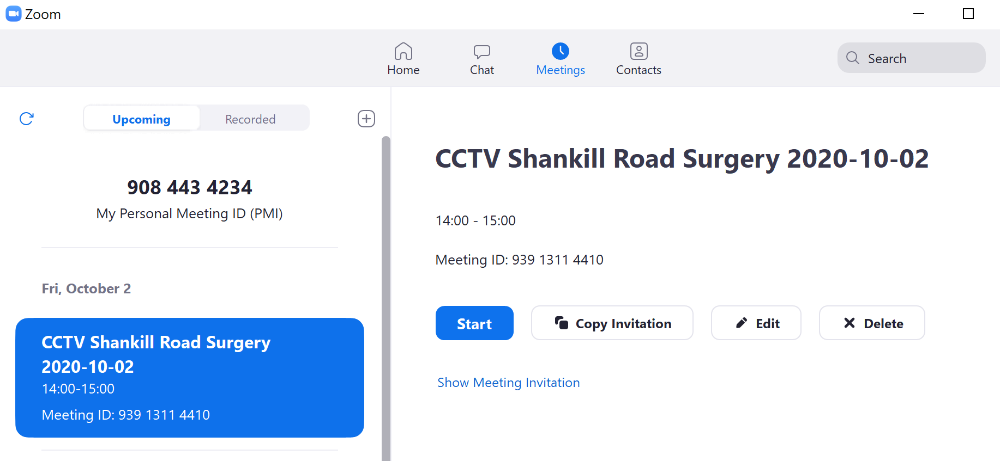 Zoom
Home
Chat
Meetings
Contacts
Search
Upcoming
Recorded
908 443 4234
My Personal Meeting ID (PMI)
Fri, October 2
CCTV Shankill Road Surgery
2020-10-02
14:00-15:00
Meeting ID: 939 1311 4410
CCTV Shankill Road Surgery 2020-10-02
14:00 - 15:00
Meeting ID: 939 1311 4410
Start
Copy Invitation
Edit
Delete
Show Meeting Invitation